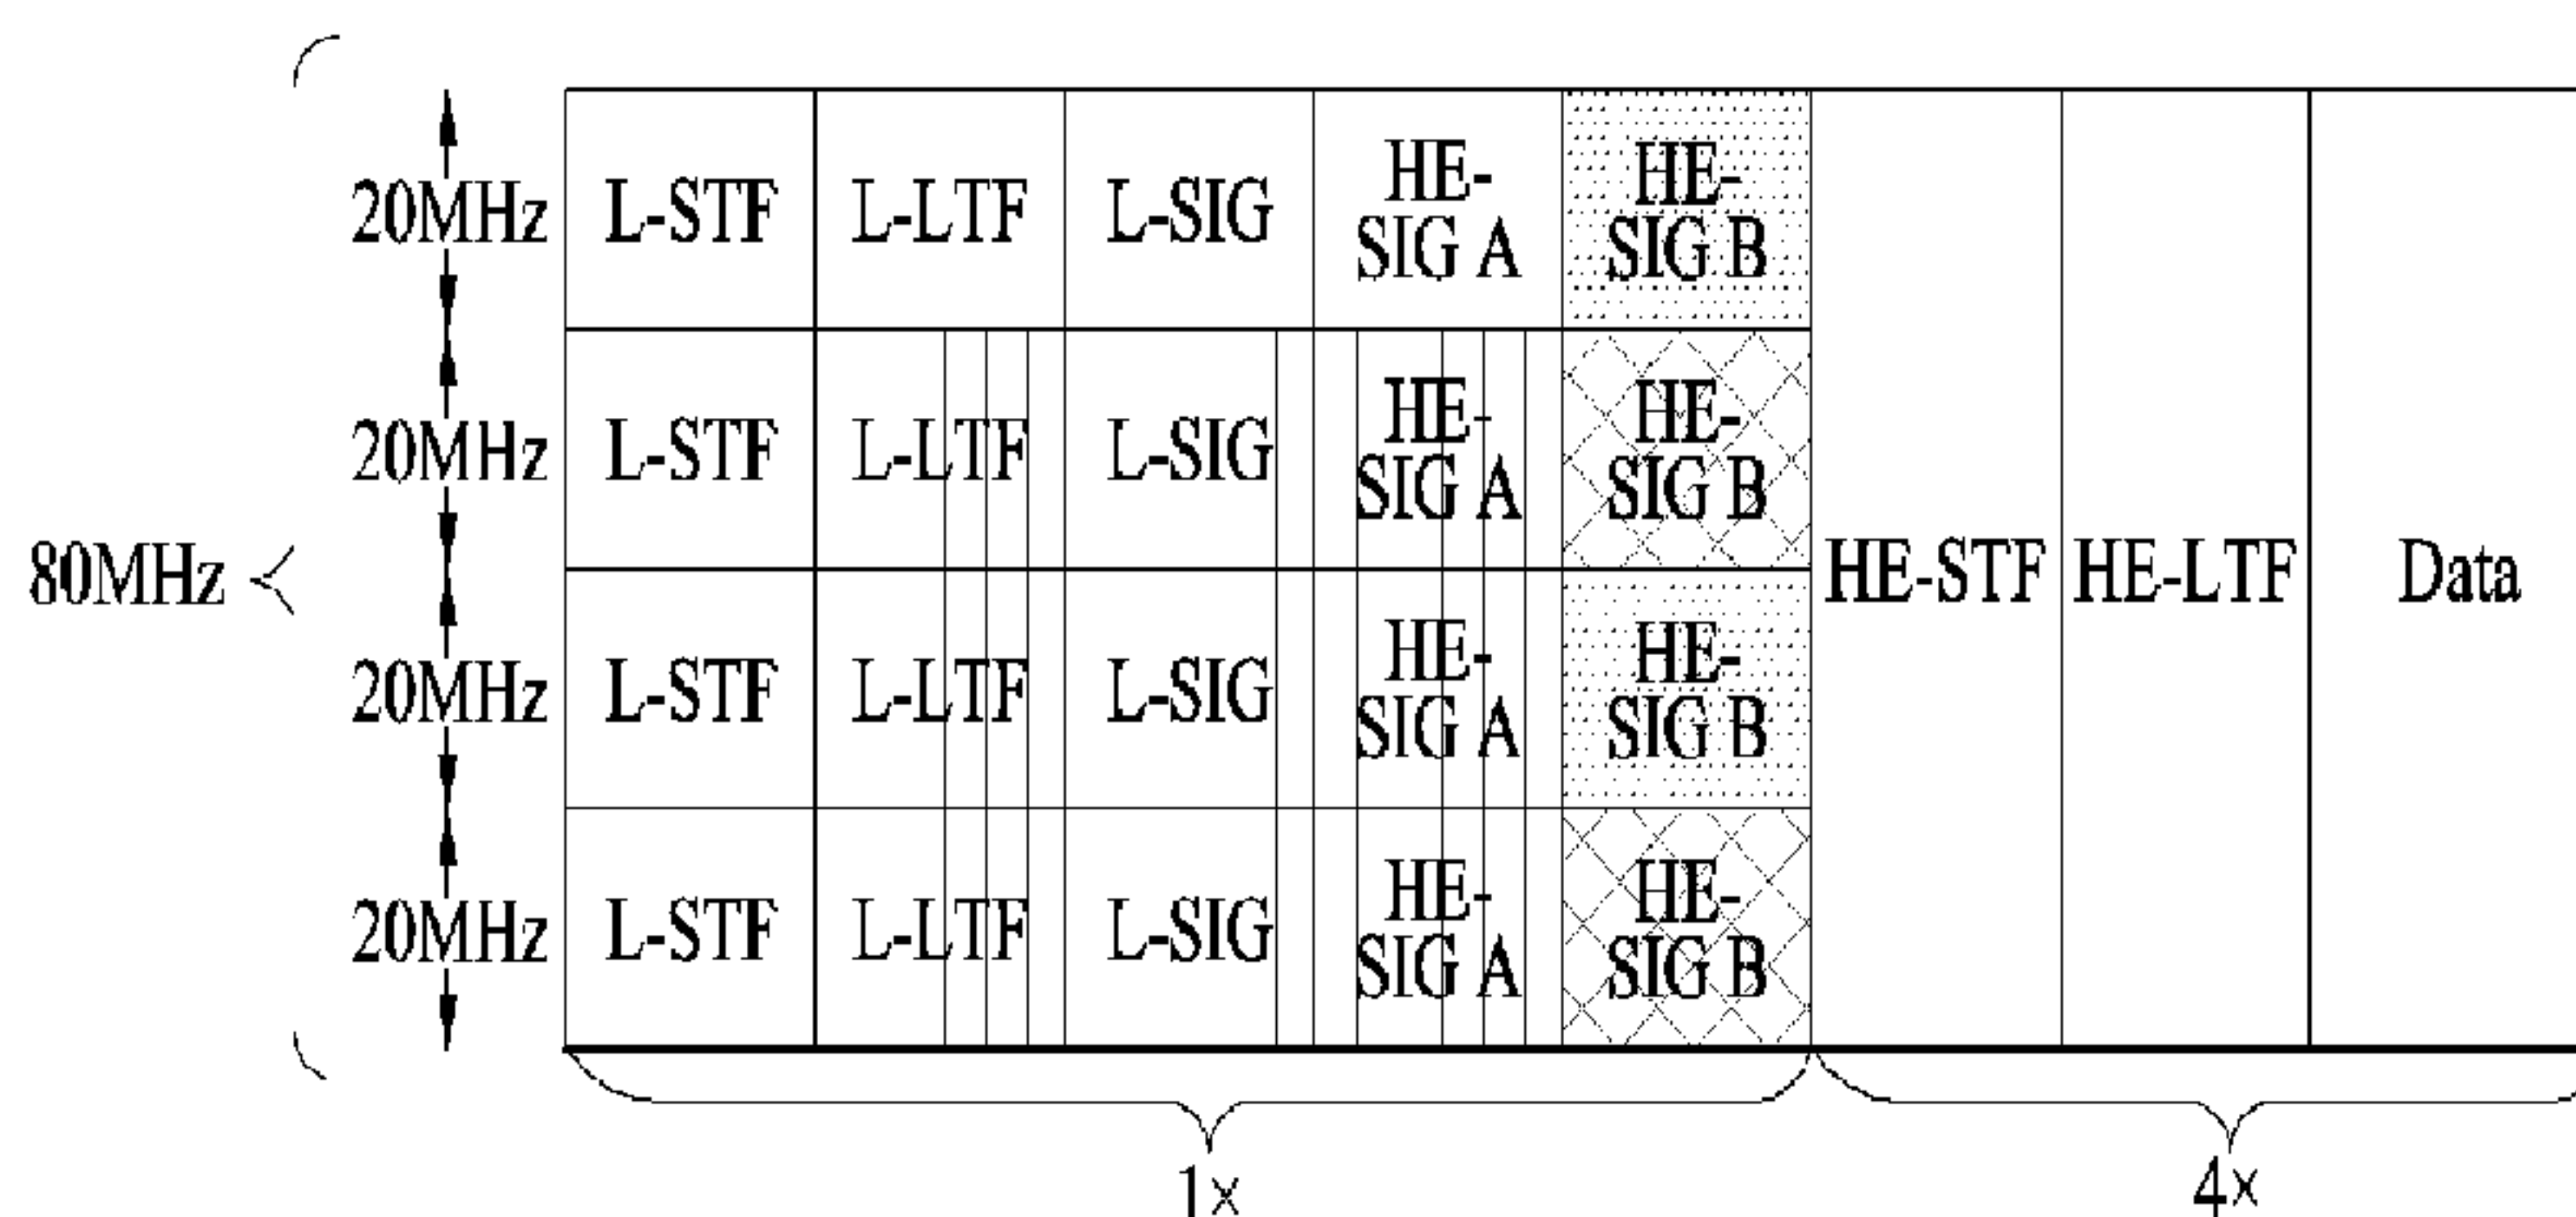 20MHz L-STF L-LTF L-SIG HE-SIG A HE-SIG B
20MHz L-STF L-LTF L-SIG HE-SIG A HE-SIG B
80MHz HE-STF HE-LTF Data
20MHz L-STF L-LTF L-SIG HE-SIG A HE-SIG B
20MHz L-STF L-LTF L-SIG HE-SIG A HE-SIG B
1× 4×